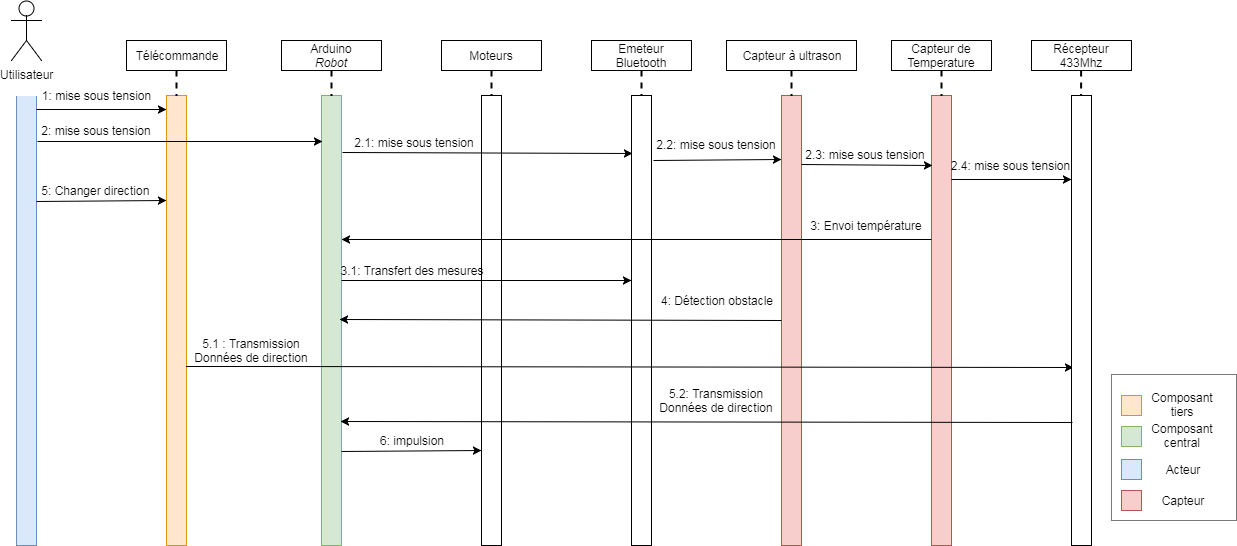 Utilisateur
Télécommande
Arduino
Robot
Moteurs
Emeteur
Bluetooth
Capteur à ultrason
Capteur de
Temperature
Récepteur
433Mhz
1: mise sous tension
2: mise sous tension
2.1: mise sous tension
2.2: mise sous tension
2.3: mise sous tension
2.4: mise sous tension
5: Changer direction
3: Envoi température
3.1: Transfert des mesures
4: Détection obstacle
5.1 : Transmission
Données de direction
5.2: Transmission
Données de direction
6: impulsion
Composant
tiers
Composant
central
Acteur
Capteur